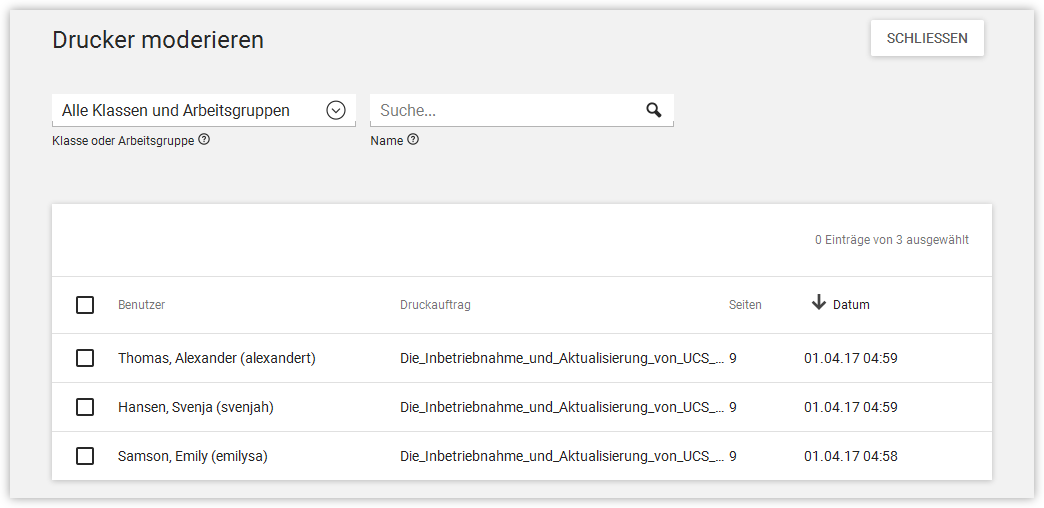 Drucker moderieren
SCHLIESSEN
Alle Klassen und Arbeitsgruppen
Suche...
Klasse oder Arbeitsgruppe
Name
0 Einträge von 3 ausgewählt
Benutzer Druckauftrag Seiten Datum
Thomas, Alexander (alexandert) Die_Inbetriebnahme_und_Aktualisierung_von_UCS_... 9 01.04.17 04:59
Hansen, Svenja (svenjah) Die_Inbetriebnahme_und_Aktualisierung_von_UCS_... 9 01.04.17 04:59
Samson, Emily (emilysa) Die_Inbetriebnahme_und_Aktualisierung_von_UCS_... 9 01.04.17 04:58